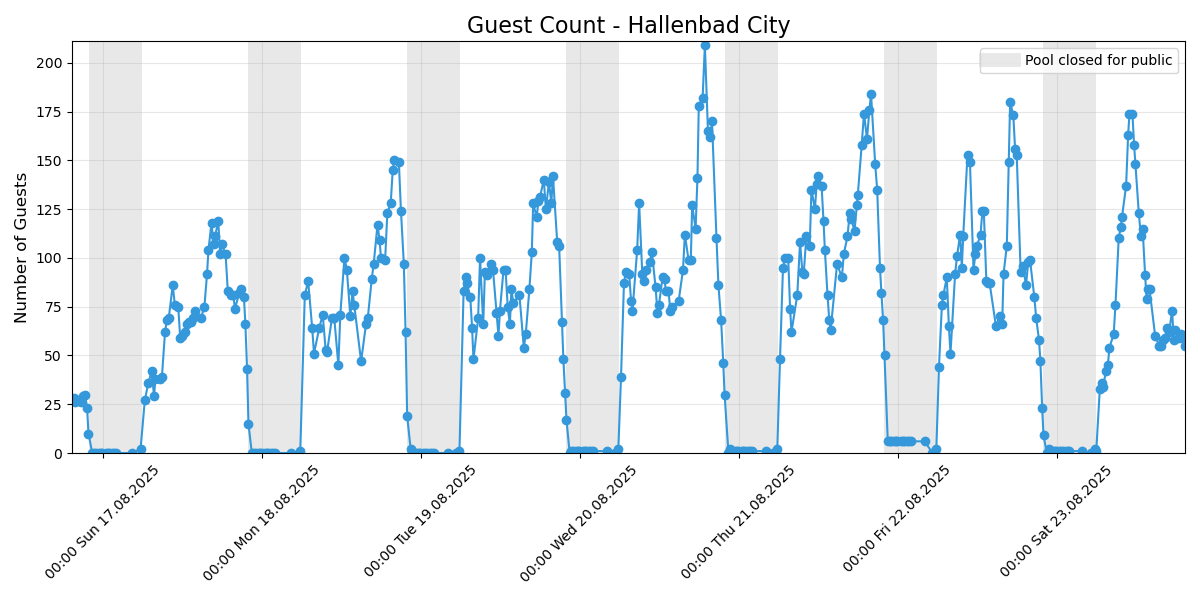 Guest Count - Hallenbad City
Pool closed for public
Number of Guests
200
175
150
125
100
75
50
25
0
00:00 Sun 17.08.2025
00:00 Mon 18.08.2025
00:00 Tue 19.08.2025
00:00 Wed 20.08.2025
00:00 Thu 21.08.2025
00:00 Fri 22.08.2025
00:00 Sat 23.08.2025